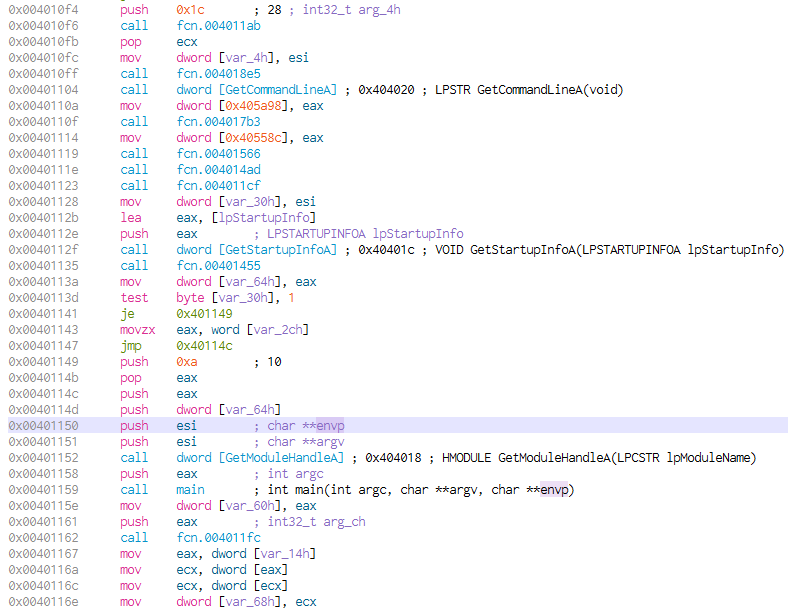 0x004010f4 push 0x1c ; 28 ; int32_t arg_4h
0x004010f6 call fcn.004011ab
0x004010fb pop ecx
0x004010fc mov dword [var_4h], esi
0x004010ff call fcn.004018e5
0x00401104 call dword [GetCommandLineA] ; 0x404020 ; LPSTR GetCommandLineA(void)
0x0040110a mov dword [0x405a98], eax
0x0040110f call fcn.004017b3
0x00401114 mov dword [0x40558c], eax
0x00401119 call fcn.00401566
0x0040111e call fcn.004014ad
0x00401123 call fcn.004011cf
0x00401128 mov dword [var_30h], esi
0x0040112b lea eax, [lpStartupInfo]
0x0040112e push eax ; LPSTARTUPINFOA lpStartupInfo
0x0040112f call dword [GetStartupInfoA] ; 0x40401c ; VOID GetStartupInfoA(LPSTARTUPINFOA lpStartupInfo)
0x00401135 call fcn.00401455
0x0040113a mov dword [var_64h], eax
0x0040113d test byte [var_30h], 1
0x00401141 je 0x401149
0x00401143 movzx eax, word [var_2ch]
0x00401147 jmp 0x40114c
0x00401149 push 0xa ; 10
0x0040114b pop eax
0x0040114c push eax
0x0040114d push dword [var_64h]
0x00401150 push esi ; char **envp
0x00401151 push esi ; char **argv
0x00401152 call dword [GetModuleHandleA] ; 0x404018 ; HMODULE GetModuleHandleA(LPCSTR lpModuleName)
0x00401158 push eax ; int argc
0x00401159 call main ; int main(int argc, char **argv, char **envp)
0x0040115e mov dword [var_60h], eax
0x00401161 push eax ; int32_t arg_ch
0x00401162 call fcn.004011fc
0x00401167 mov eax, dword [var_14h]
0x0040116a mov ecx, dword [eax]
0x0040116c mov ecx, dword [ecx]
0x0040116e mov dword [var_68h], ecx